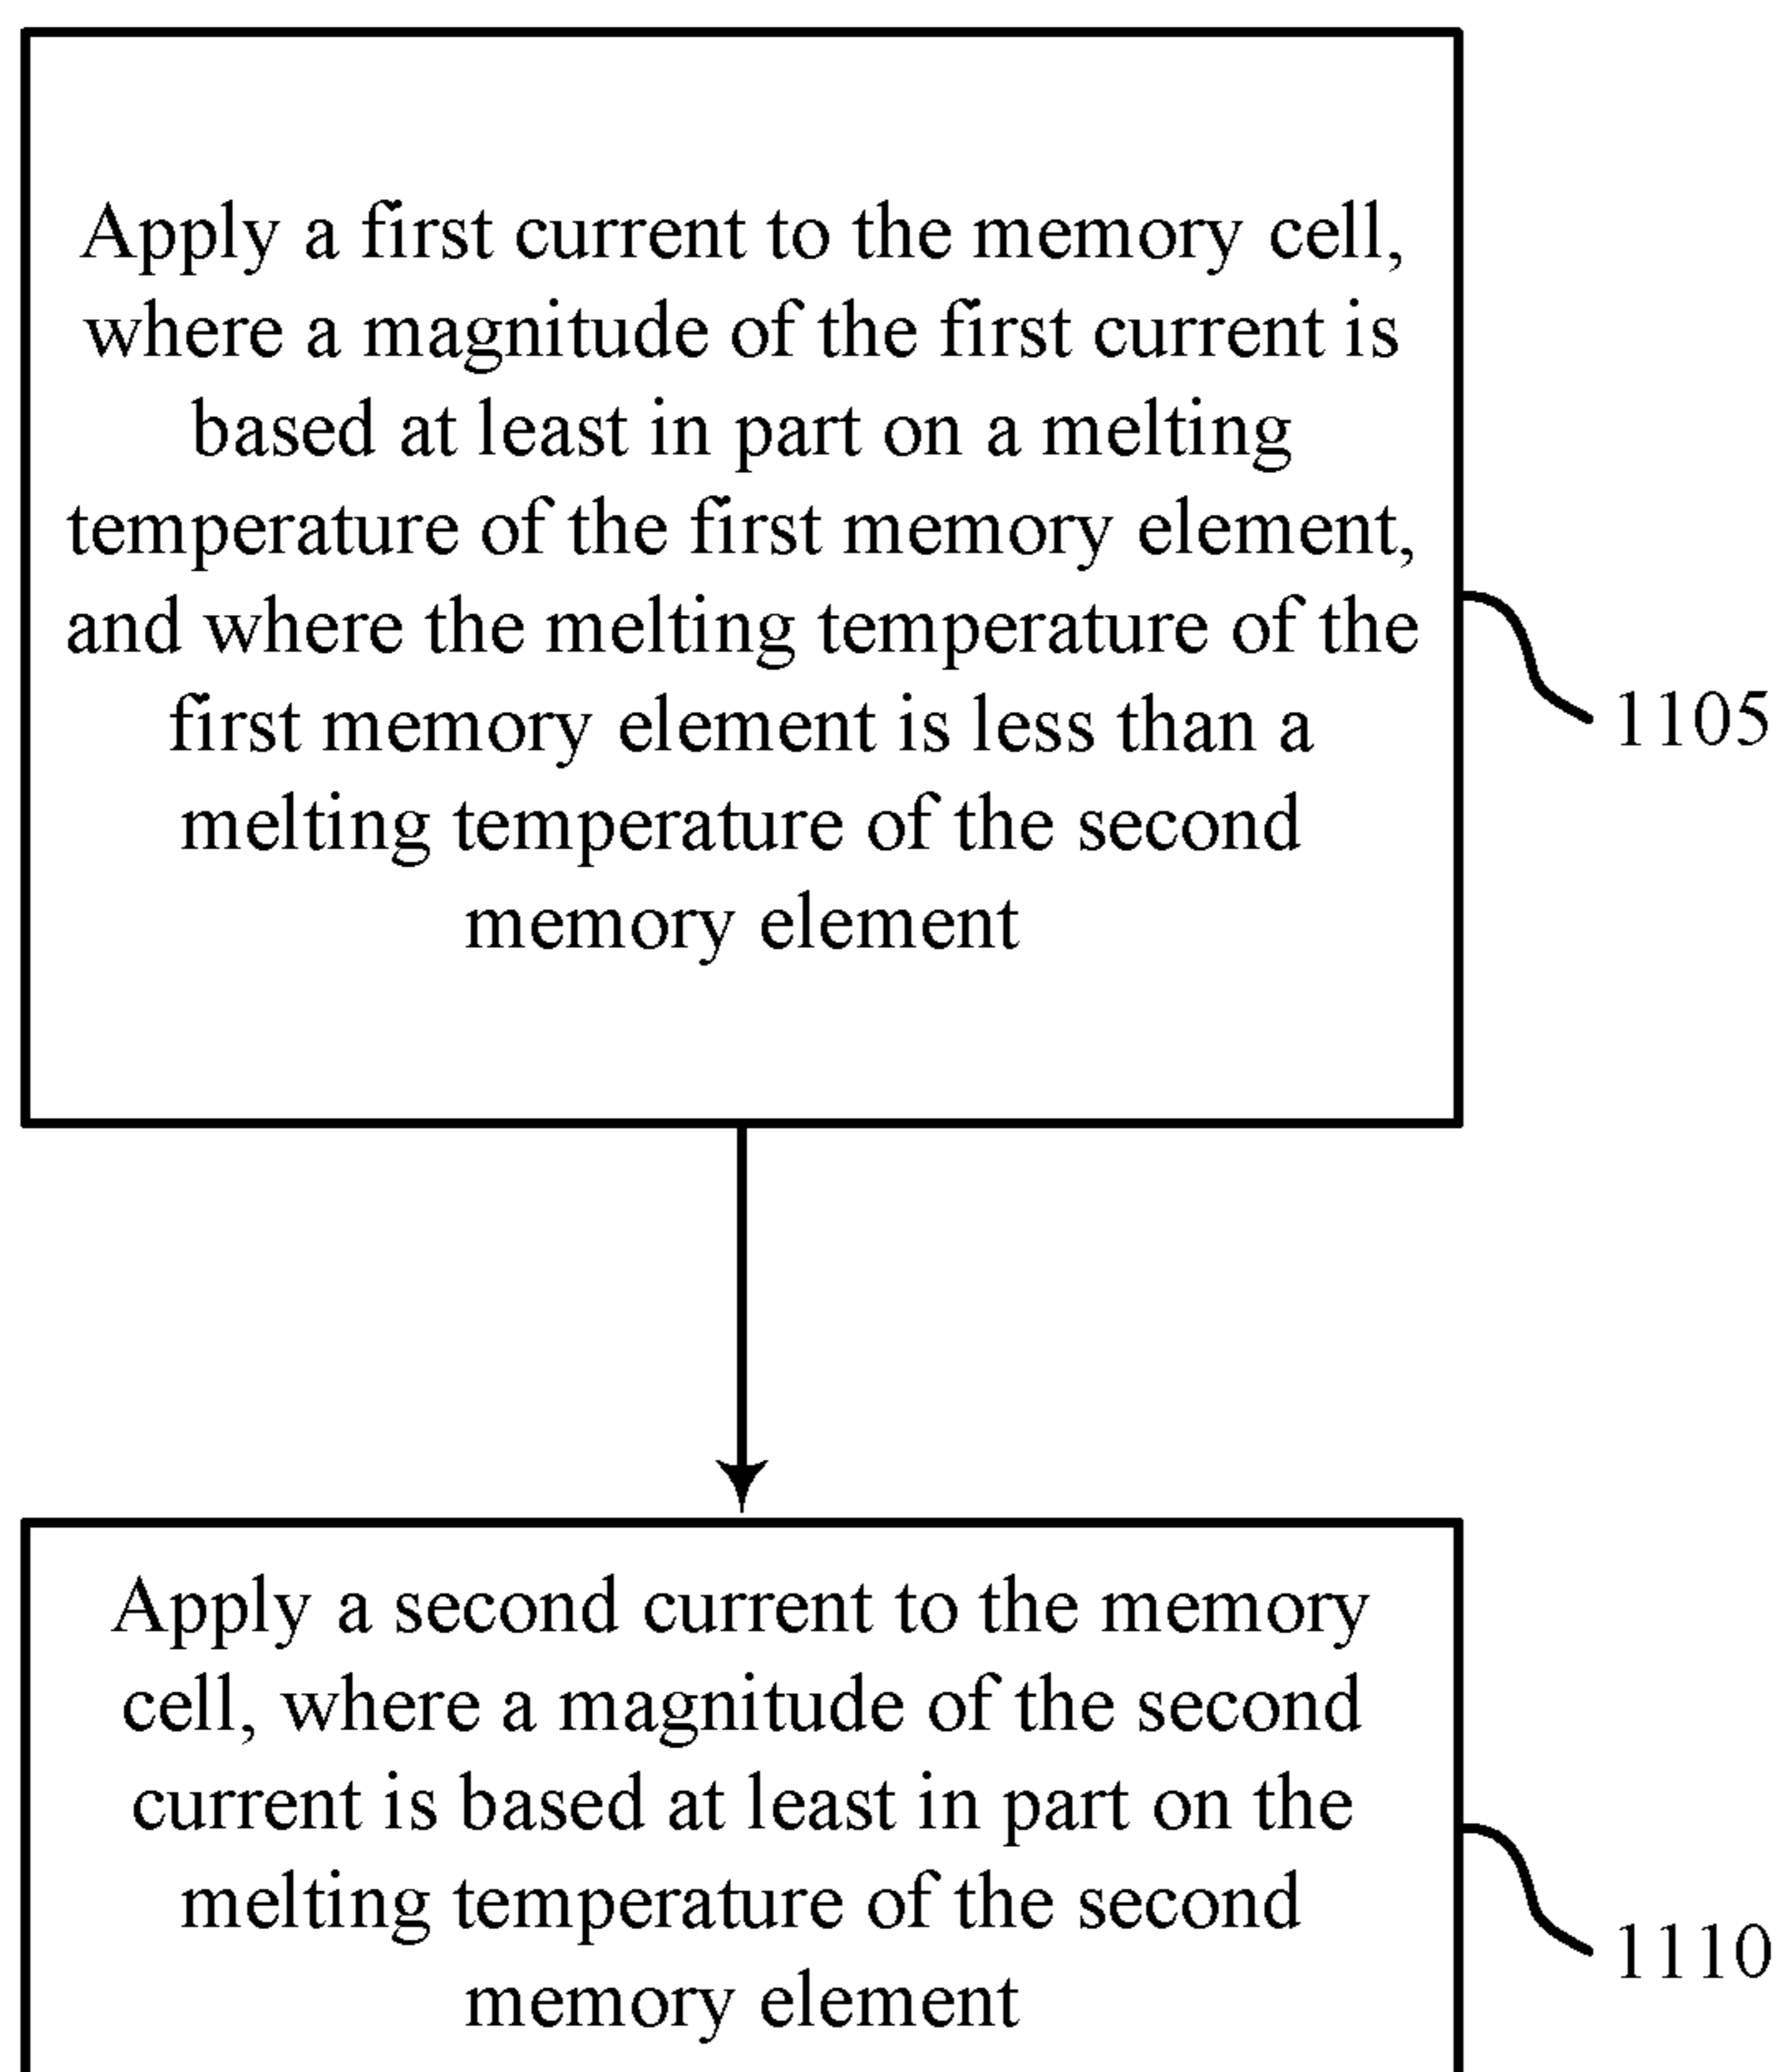 Apply a first current to the memory cell,
where a magnitude of the first current is
based at least in part on a melting
temperature of the first memory element,
and where the melting temperature of the
first memory element is less than a
melting temperature of the second
memory element
1105
Apply a second current to the memory
cell, where a magnitude of the second
current is based at least in part on the
melting temperature of the second
memory element
1110